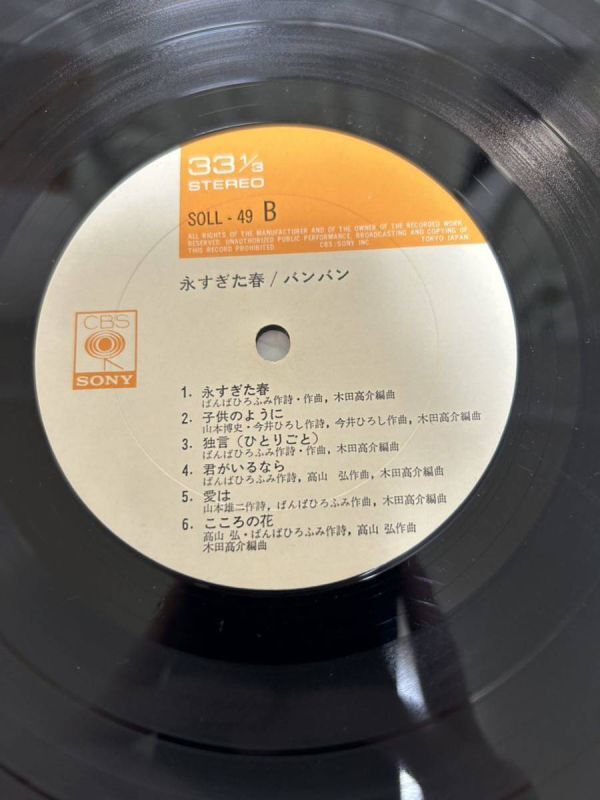 33 1/3
STEREO
SOLL - 49 B
ALL RIGHTS OF THE MANUFACTURER AND OF THE OWNER OF THE RECORDED WORK
RESERVED. UNAUTHORIZED PUBLIC PERFORMANCE, BROADCASTING AND COPYING OF
THIS RECORD PROHIBITED. CBS/SONY INC. TOKYO JAPAN.
永すぎた春/バンバン
CBS
SONY
1. 永すぎた春
ばんばひろふみ作詩・作曲, 木田高介編曲
2. 子供のように
山本博史・今井ひろし作詩, 今井ひろし作曲, 木田高介編曲
3. 独言(ひとりごと)
ばんばひろふみ作詩・作曲, 木田高介編曲
4. 君がいるなら
ばんばひろふみ作詩, 高山 弘作曲, 木田高介編曲
5. 愛は
山本雄二作詩, ばんばひろふみ作曲, 木田高介編曲
6. こころの花
高山 弘・ばんばひろふみ作詩, 高山 弘作曲
木田高介編曲